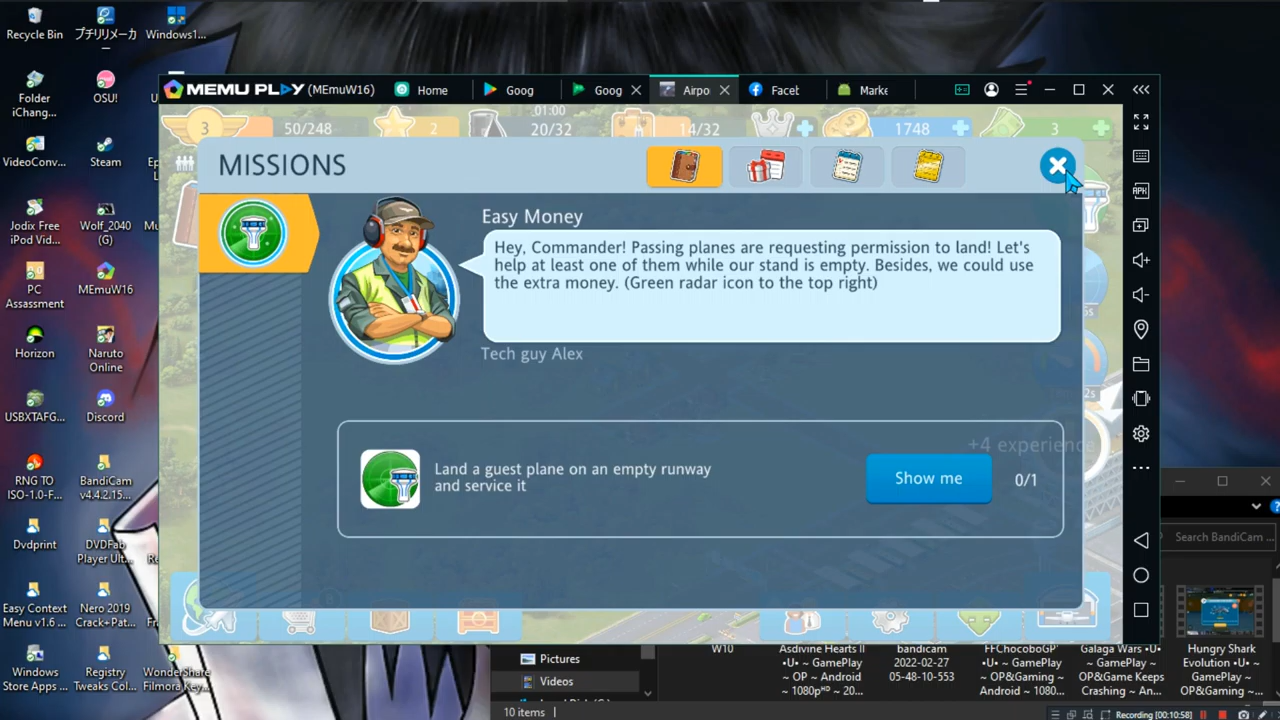 Recycle Bin
プチリリメーカ
ー
Windows1...
Folder
iChang...
OSU!
VideoConv...
Steam
Jodix Free
iPod Vid...
Wolf_2040
(G)
PC
Assassment
MEmuW16
Horizon
Naruto
Online
USBXTAFG...
Discord
RNG TO
ISO-1.0-F...
BandiCam
v4.4.2.15...
Dvdprint
DVDFab
Player Ult...
Easy Context
Menu v1.6 ...
Nero 2019
Crack+Pat...
Windows
Store Apps ...
Registry
Tweaks Col...
WonderShare
Filmora,Key...
MEMU PLAY (MEmuW16)
Home
Goog
Goog
Airpo
Facet
Marke
3
50/248
2
01:00
20/32
14/32
1748
3
MISSIONS
Easy Money
Hey, Commander! Passing planes are requesting permission to land! Let's
help at least one of them while our stand is empty. Besides, we could use
the extra money. (Green radar icon to the top right)
Tech guy Alex
+4 experience
Land a guest plane on an empty runway
and service it
Show me
0/1
APK
Search BandiCam ...
Pictures
Videos
10 items
W10
Asdivine Hearts II
•U• ~ GamePlay
~ OP ~ Android
~ 1080pᴴᴰ ~ 20...
bandicam
2022-02-27
05-48-10-553
FFChocoboGP'
•U• ~ GamePlay
~ OP&Gaming ~
Android ~ 1080...
Galaga Wars •U•
~ OP&Game Keeps
Crashing ~ An...
Hungry Shark
Evolution •U• ~
GamePlay ~
OP&Gaming ~...
Recording [00:10:58]